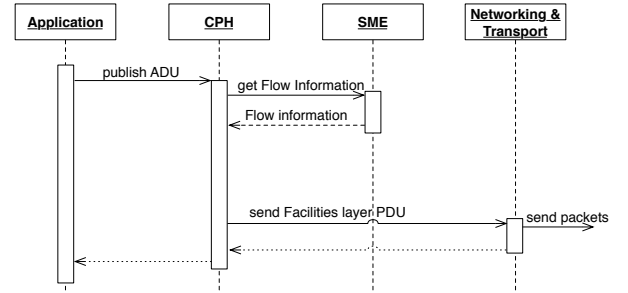 Application
CPH
SME
Networking &
Transport
publish ADU
get Flow Information
Flow information
send Facilities layer PDU
send packets